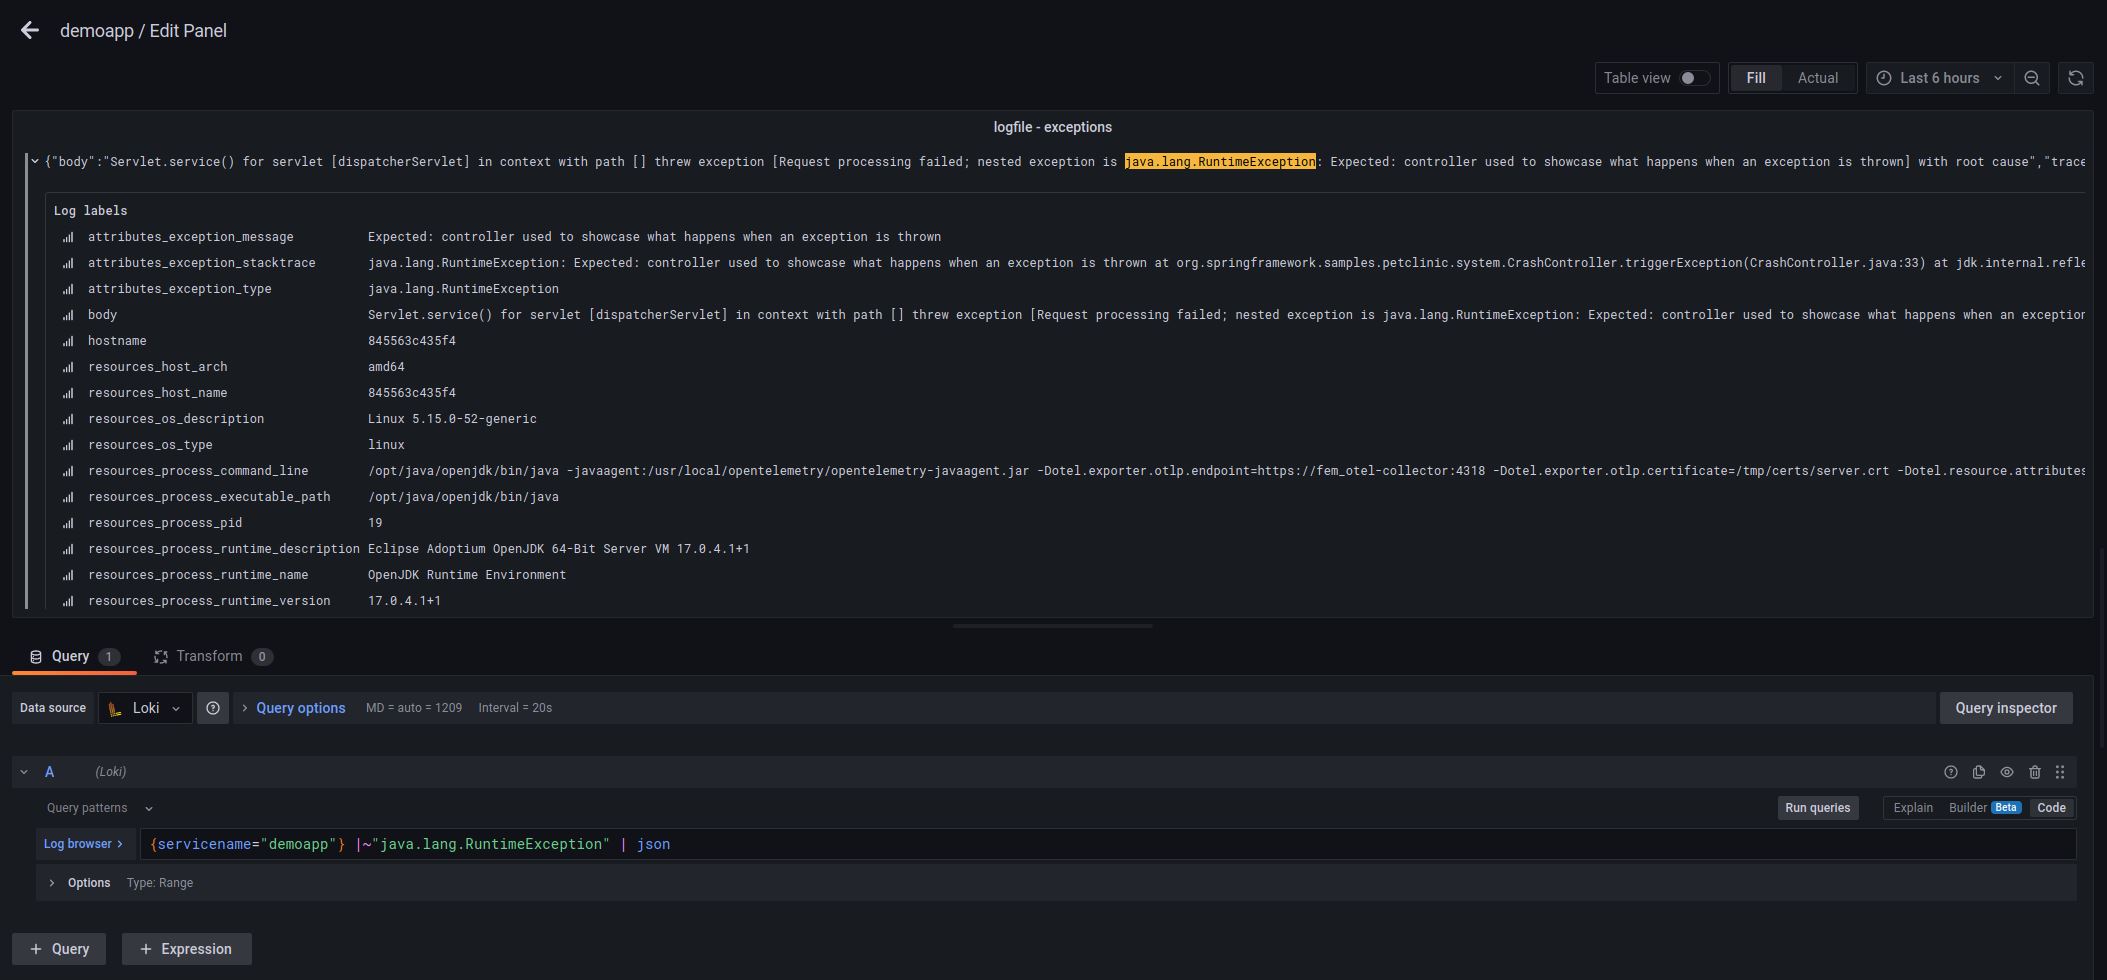 demoapp / Edit Panel
Table view Fill Actual Last 6 hours
logfile - exceptions
{"body":"Servlet.service() for servlet [dispatcherServlet] in context with path [] threw exception [Request processing failed; nested exception is java.lang.RuntimeException: Expected: controller used to showcase what happens when an exception is thrown] with root cause","trace
Log labels
attributes_exception_message Expected: controller used to showcase what happens when an exception is thrown
attributes_exception_stacktrace java.lang.RuntimeException: Expected: controller used to showcase what happens when an exception is thrown at org.springframework.samples.petclinic.system.CrashController.triggerException(CrashController.java:33) at jdk.internal.refle
attributes_exception_type java.lang.RuntimeException
body Servlet.service() for servlet [dispatcherServlet] in context with path [] threw exception [Request processing failed; nested exception is java.lang.RuntimeException: Expected: controller used to showcase what happens when an exception
hostname 845563c435f4
resources_host_arch amd64
resources_host_name 845563c435f4
resources_os_description Linux 5.15.0-52-generic
resources_os_type linux
resources_process_command_line /opt/java/openjdk/bin/java -javaagent:/usr/local/opentelemetry/opentelemetry-javaagent.jar -Dotel.exporter.otlp.endpoint=https://fem_otel-collector:4318 -Dotel.exporter.otlp.certificate=/tmp/certs/server.crt -Dotel.resource.attributes
resources_process_executable_path /opt/java/openjdk/bin/java
resources_process_pid 19
resources_process_runtime_description Eclipse Adoptium OpenJDK 64-Bit Server VM 17.0.4.1+1
resources_process_runtime_name OpenJDK Runtime Environment
resources_process_runtime_version 17.0.4.1+1
Query 1 Transform 0
Data source Loki Query options MD = auto = 1209 Interval = 20s Query inspector
A (Loki)
Query patterns Run queries Explain Builder Beta Code
Log browser {servicename="demoapp"} |~"java.lang.RuntimeException" | json
Options Type: Range
+ Query + Expression